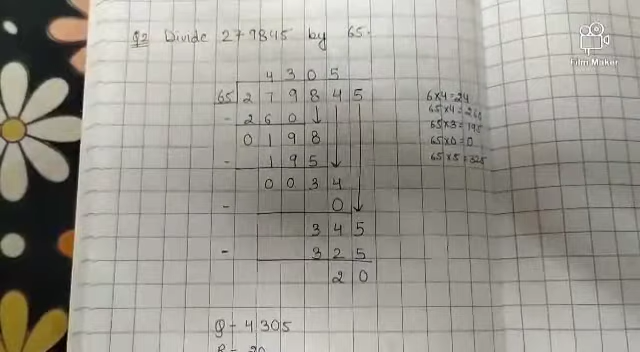 Q2 Divide 279845 by 65.
4 3 0 5
65 2 7 9 8 4 5
- 2 6 0
0 1 9 8
- 1 9 5
0 0 3 4
- 0
3 4 5
- 3 2 5
2 0
6x4=24
65x4=260
65x3=195
65x0=0
65x5=325
Q- 4305
R- 20
Film Maker